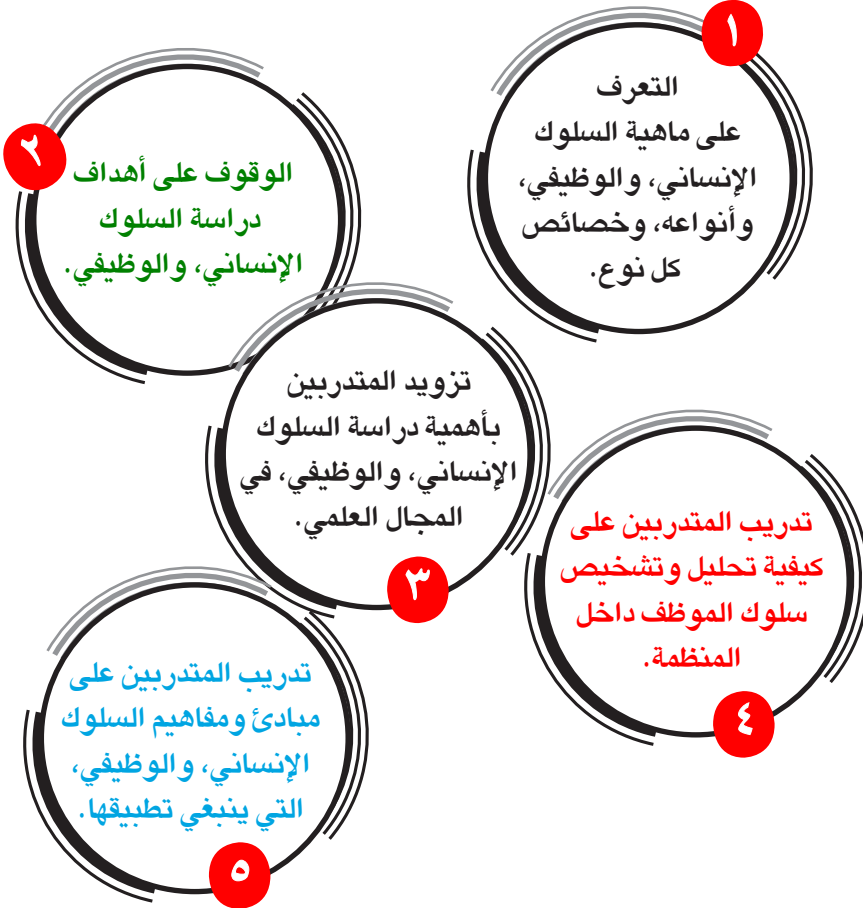 ١
التعرف
على ماهية السلوك
الإنساني، والوظيفي،
وأنواعه، وخصائص
كل نوع.
٢
الوقوف على أهداف
دراسة السلوك
الإنساني، والوظيفي.
تزويد المتدربين
بأهمية دراسة السلوك
الإنساني، والوظيفي، في
المجال العلمي.
٣
تدريب المتدربين على
كيفية تحليل وتشخيص
سلوك الموظف داخل
المنظمة.
٤
تدريب المتدربين على
مبادئ ومفاهيم السلوك
الإنساني، والوظيفي،
التي ينبغي تطبيقها.
٥